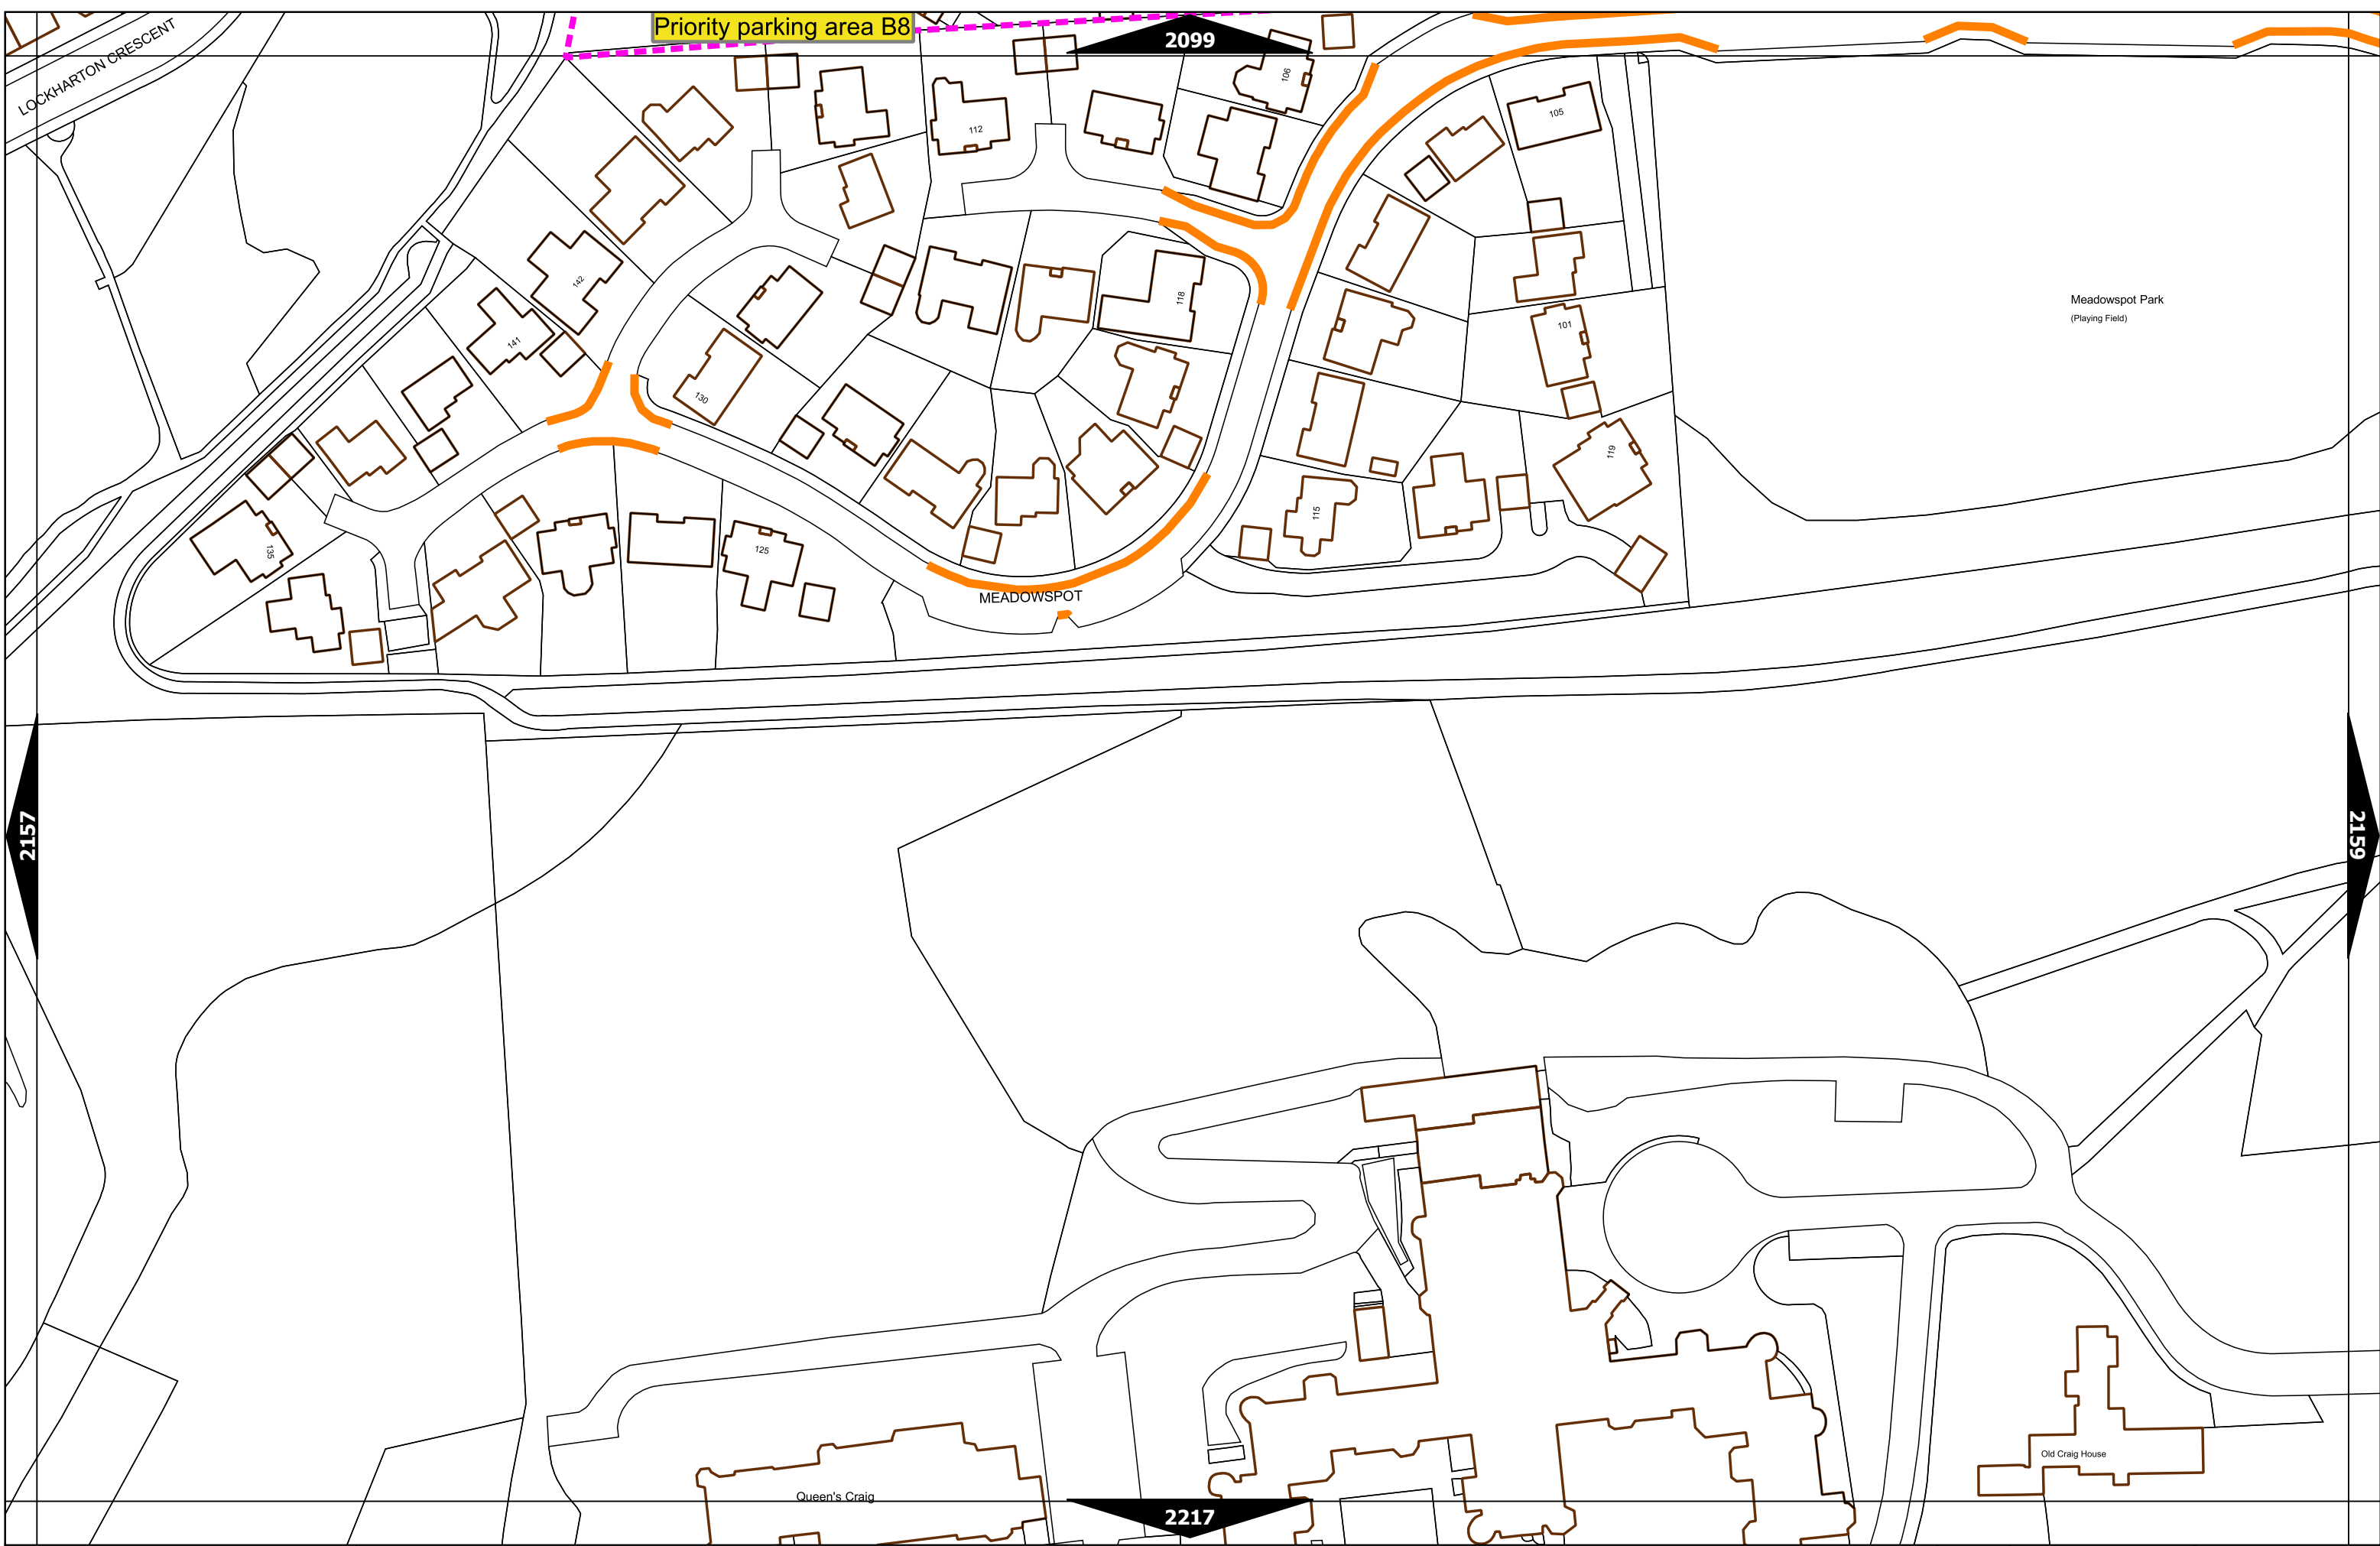 Priority parking area B8
2099
LOCKHARTON CRESCENT
106
105
112
142
118
Meadowspot Park
(Playing Field)
101
141
130
119
115
135
125
MEADOWSPOT
2157
2159
Old Craig House
Queen's Craig
2217